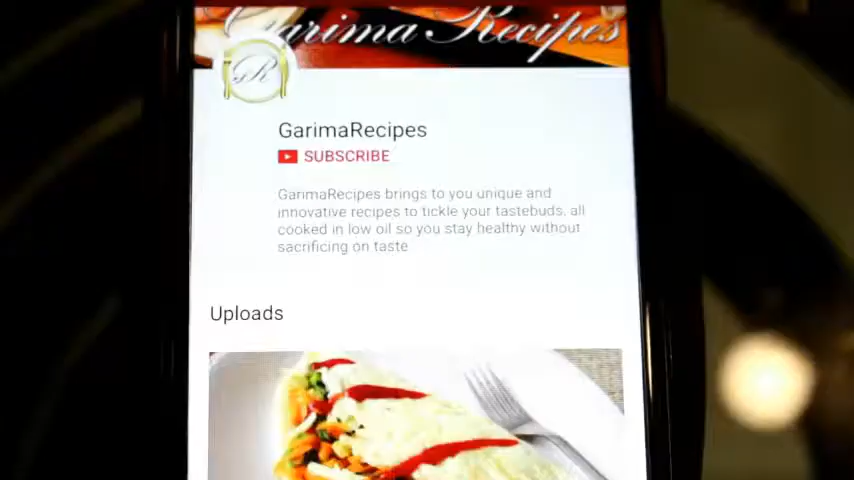 Garima Recipes
GR
GarimaRecipes
SUBSCRIBE
GarimaRecipes brings to you unique and
innovative recipes to tickle your tastebuds, all
cooked in low oil so you stay healthy without
sacrificing on taste
Uploads